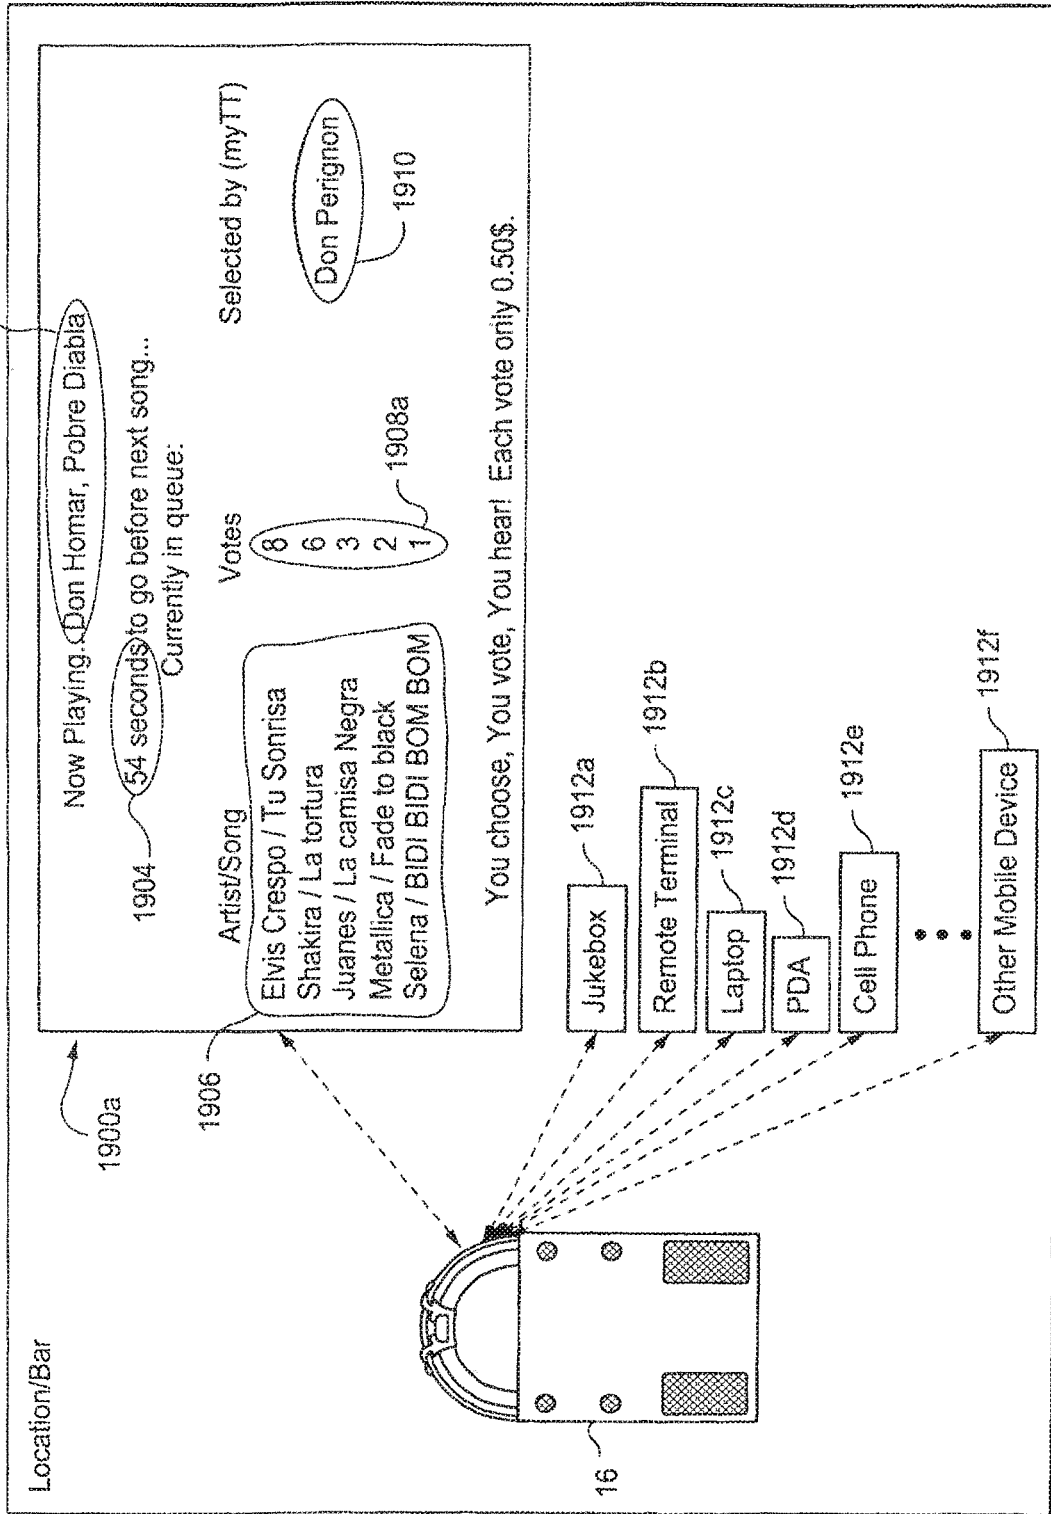 Location/Bar
1900a
Now Playing...Don Homar, Pobre Diabla
54 seconds to go before next song...
Currently in queue:
1904
Artist/Song
Votes
Selected by (myTT)
1906
Elvis Crespo / Tu Sonrisa
8
Shakira / La tortura
6
Juanes / La camisa Negra
3
Metallica / Fade to black
2
Selena / BIDI BIDI BOM BOM
1
1908a
Don Perignon
1910
You choose, You vote, You hear! Each vote only 0.50$.
16
Jukebox
1912a
Remote Terminal
1912b
Laptop
1912c
PDA
1912d
Cell Phone
1912e
Other Mobile Device
1912f